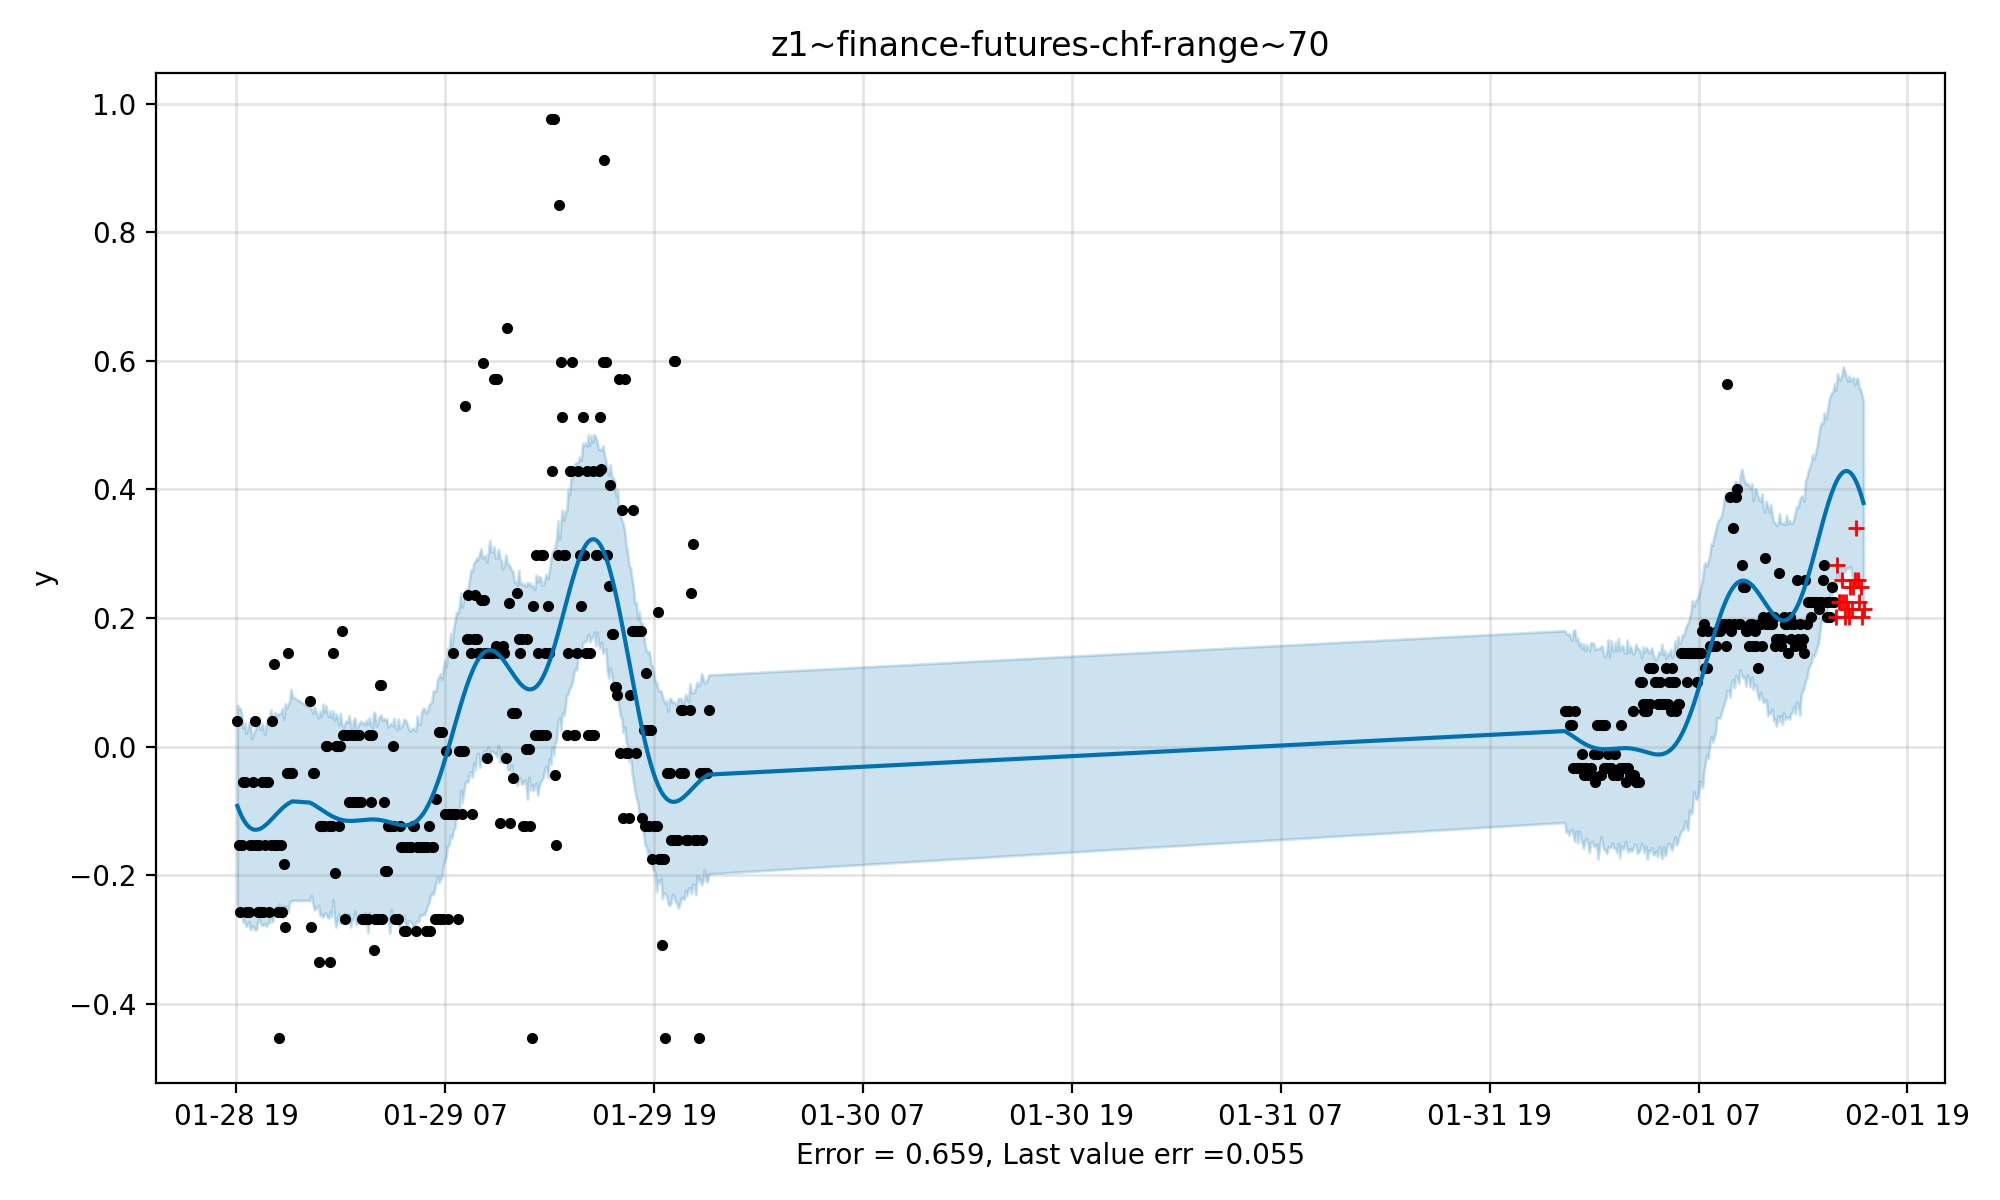 z1~finance-futures-chf-range~70
y
1.0
0.8
0.6
0.4
0.2
0.0
−0.2
−0.4
01-28 19 01-29 07 01-29 19 01-30 07 01-30 19 01-31 07 01-31 19 02-01 07 02-01 19
Error = 0.659, Last value err =0.055